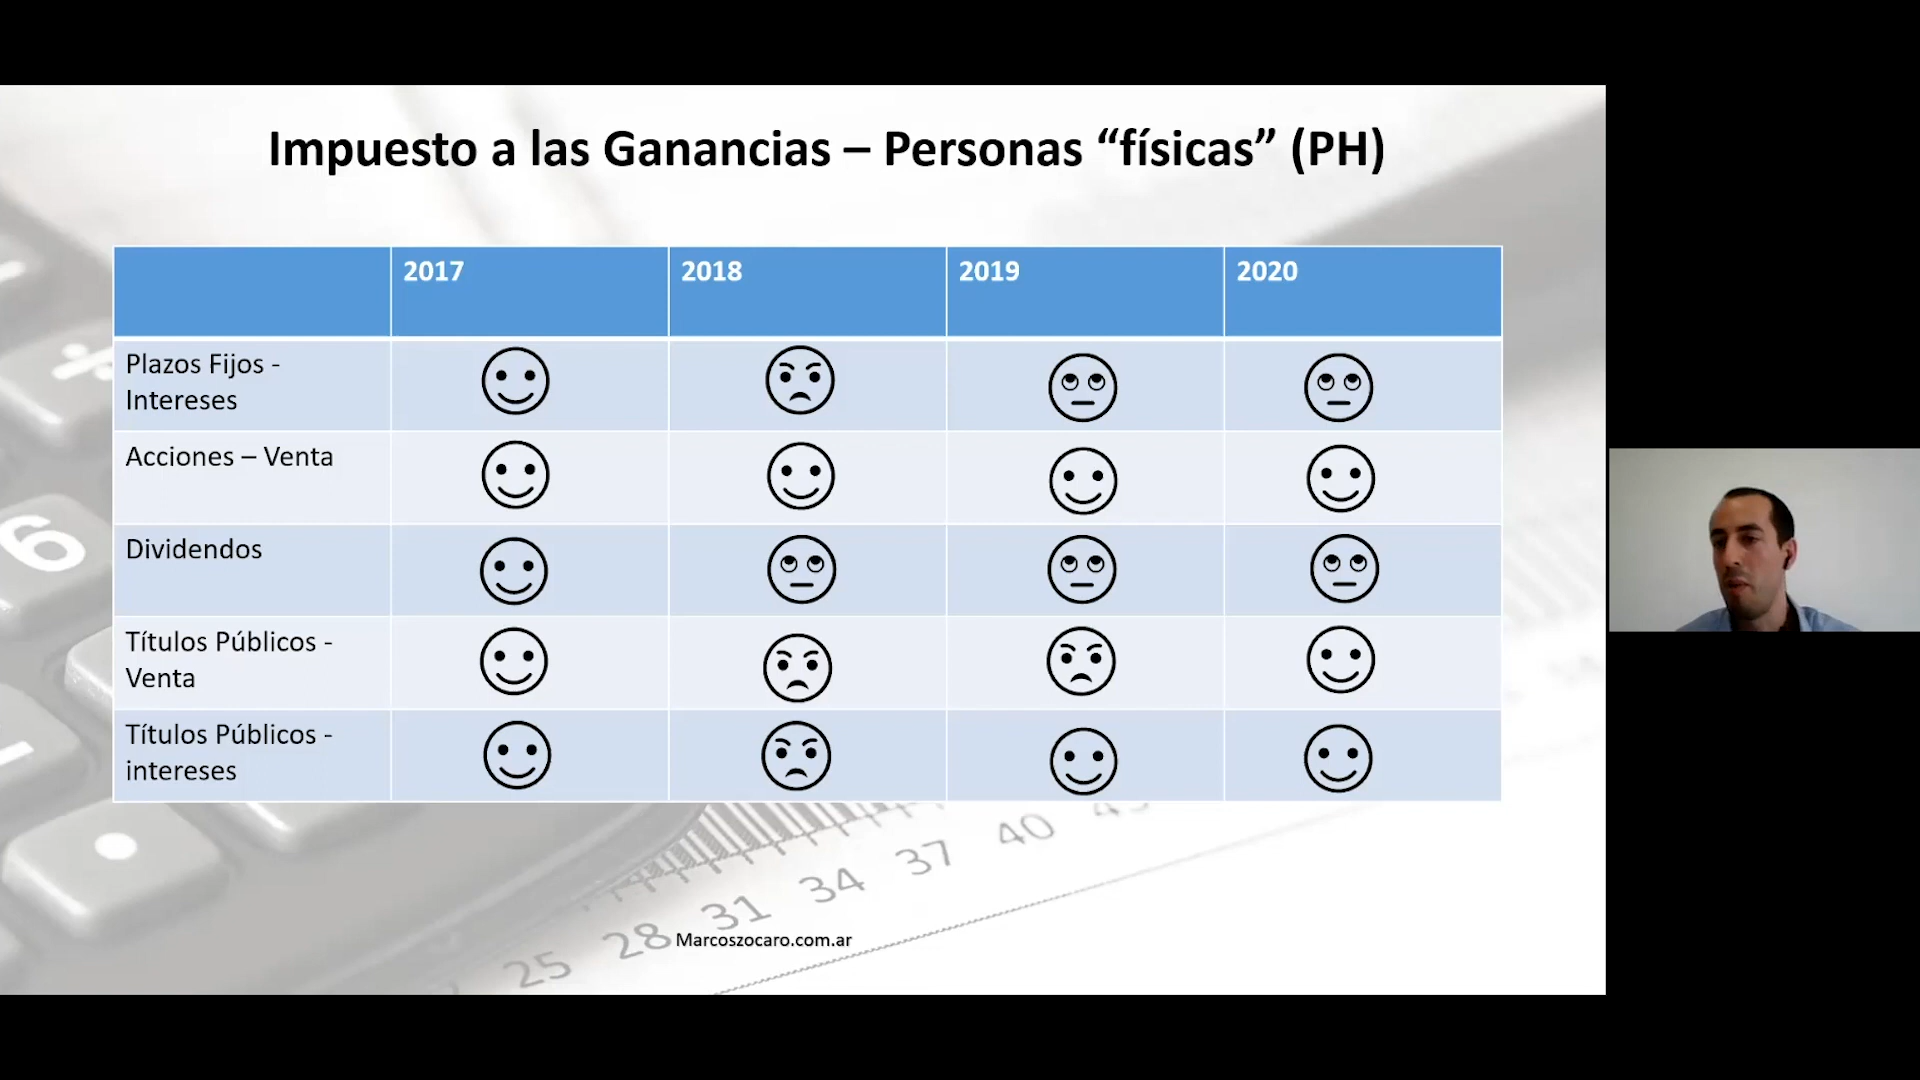 Impuesto a las Ganancias – Personas “físicas” (PH)
2017 2018 2019 2020
Plazos Fijos -
Intereses
Acciones – Venta
Dividendos
Títulos Públicos -
Venta
Títulos Públicos -
intereses
6
25 28 31 34 37 40
Marcoszocaro.com.ar